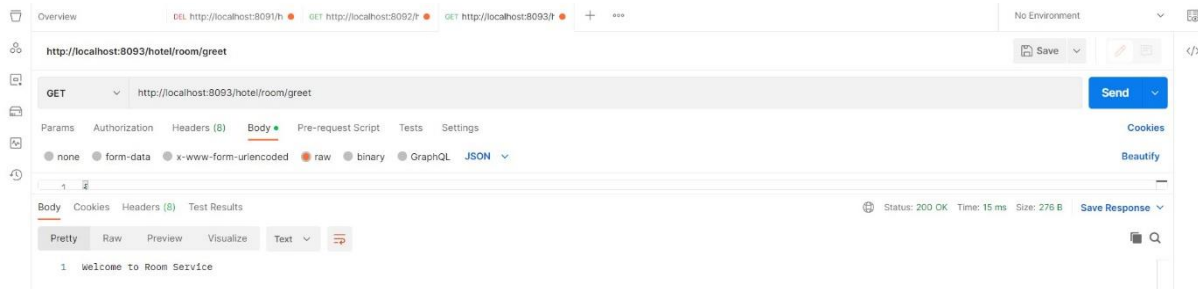 Overview DEL http://localhost:8091/h GET http://localhost:8092/h GET http://localhost:8093/h + ooo No Environment
http://localhost:8093/hotel/room/greet Save
GET http://localhost:8093/hotel/room/greet Send
Params Authorization Headers (8) Body Pre-request Script Tests Settings Cookies
none form-data x-www-form-urlencoded raw binary GraphQL JSON Beautify
1
Body Cookies Headers (8) Test Results Status: 200 OK Time: 15 ms Size: 276 B Save Response
Pretty Raw Preview Visualize Text
1 Welcome to Room Service